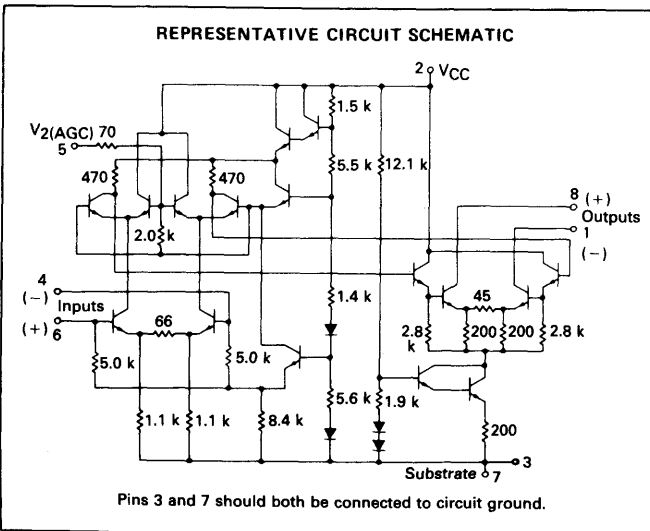 REPRESENTATIVE CIRCUIT SCHEMATIC
2 VCC
1.5 k
V2(AGC) 70
5
5.5 k
12.1 k
470
470
8 (+)
Outputs
1
(-)
2.0 k
4
(-)
Inputs
(+) 6
66
1.4 k
45
2.8 k
200
200
2.8 k
5.0 k
5.0 k
5.6 k
1.9 k
1.1 k
1.1 k
8.4 k
200
3
Substrate 7
Pins 3 and 7 should both be connected to circuit ground.